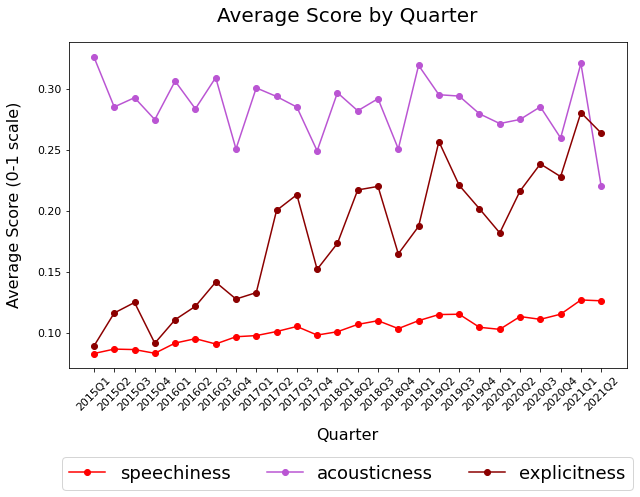 Average Score by Quarter
Average Score (0-1 scale)
0.30
0.25
0.20
0.15
0.10
2015Q1
2015Q2
2015Q3
2015Q4
2016Q1
2016Q2
2016Q3
2016Q4
2017Q1
2017Q2
2017Q3
2017Q4
2018Q1
2018Q2
2018Q3
2018Q4
2019Q1
2019Q2
2019Q3
2019Q4
2020Q1
2020Q2
2020Q3
2020Q4
2021Q1
2021Q2
Quarter
speechiness acousticness explicitness